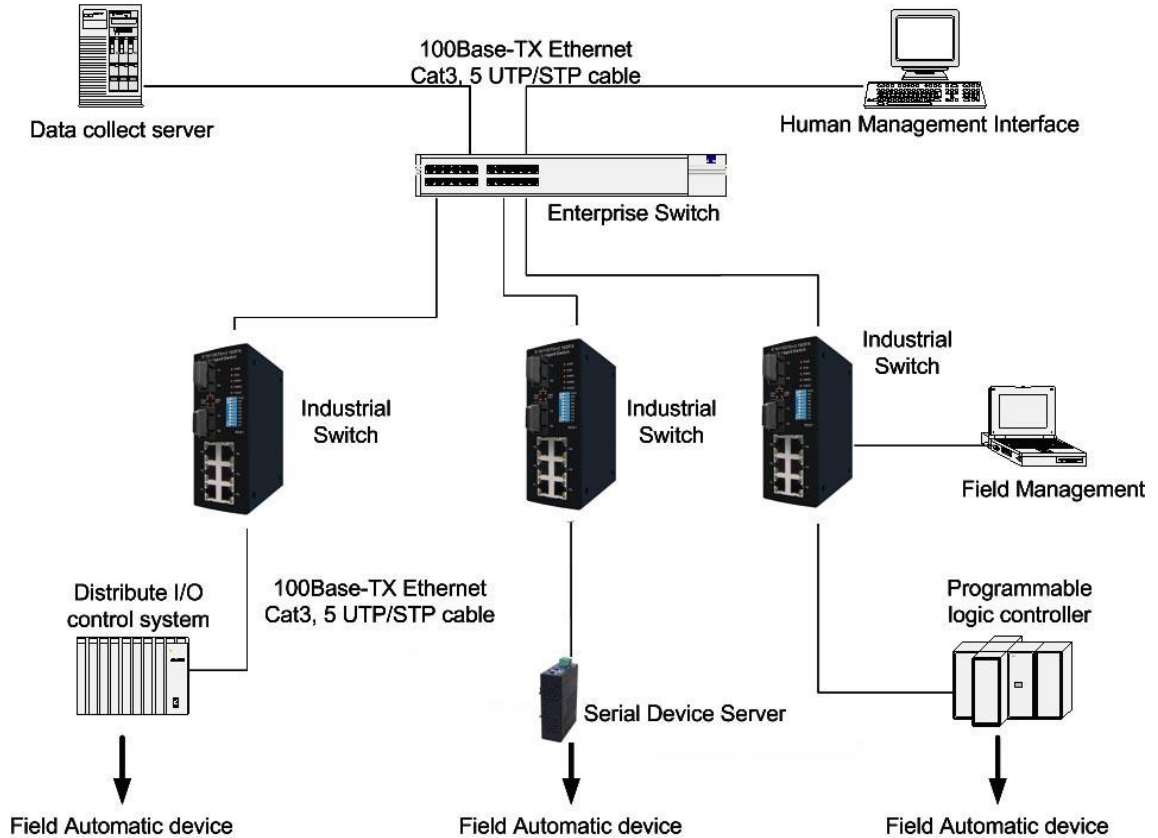 100Base-TX Ethernet
Cat3, 5 UTP/STP cable
Data collect server
Human Management Interface
Enterprise Switch
Industrial
Switch
Industrial
Switch
Industrial
Switch
Field Management
Distribute I/O
control system
100Base-TX Ethernet
Cat3, 5 UTP/STP cable
Programmable
logic controller
Serial Device Server
Field Automatic device
Field Automatic device
Field Automatic device